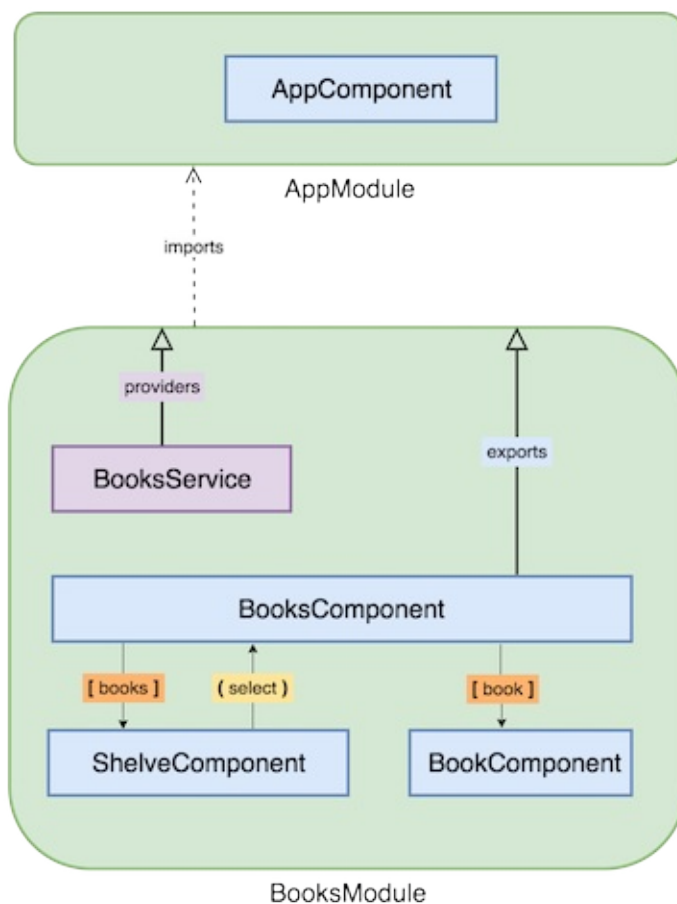 AppComponent
AppModule
imports
providers
BooksService
exports
BooksComponent
[ books ]
( select )
[ book ]
ShelveComponent
BookComponent
BooksModule